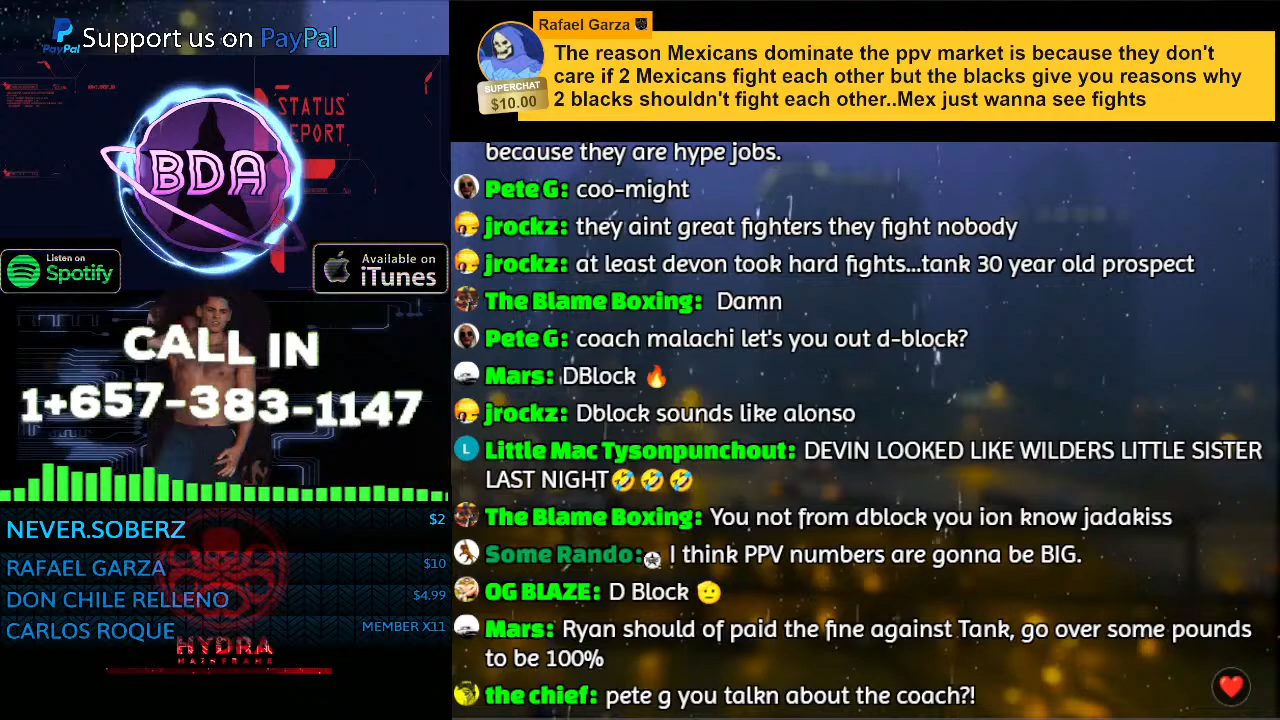 PayPal
Support us on PayPal
STATUS
REPORT
BDA
Listen on
Spotify
Available on
iTunes
CALL IN
1+657-383-1147
NEVER.SOBERZ $2
RAFAEL GARZA $10
DON CHILE RELLENO $4.99
CARLOS ROQUE MEMBER X11
HYDRA
MAINFRAME
Rafael Garza
The reason Mexicans dominate the ppv market is because they don't
care if 2 Mexicans fight each other but the blacks give you reasons why
2 blacks shouldn't fight each other..Mex just wanna see fights
SUPERCHAT
$10.00
because they are hype jobs.
Pete G: coo-might
jrockz: they aint great fighters they fight nobody
jrockz: at least devon took hard fights...tank 30 year old prospect
The Blame Boxing: Damn
Pete G: coach malachi let's you out d-block?
Mars: DBlock 🔥
jrockz: Dblock sounds like alonso
L Little Mac Tysonpunchout: DEVIN LOOKED LIKE WILDERS LITTLE SISTER
LAST NIGHT🤣🤣🤣
The Blame Boxing: You not from dblock you ion know jadakiss
Some Rando: I think PPV numbers are gonna be BIG.
OG BLAZE: D Block 🫡
Mars: Ryan should of paid the fine against Tank, go over some pounds
to be 100%
the chief: pete g you talkn about the coach?!